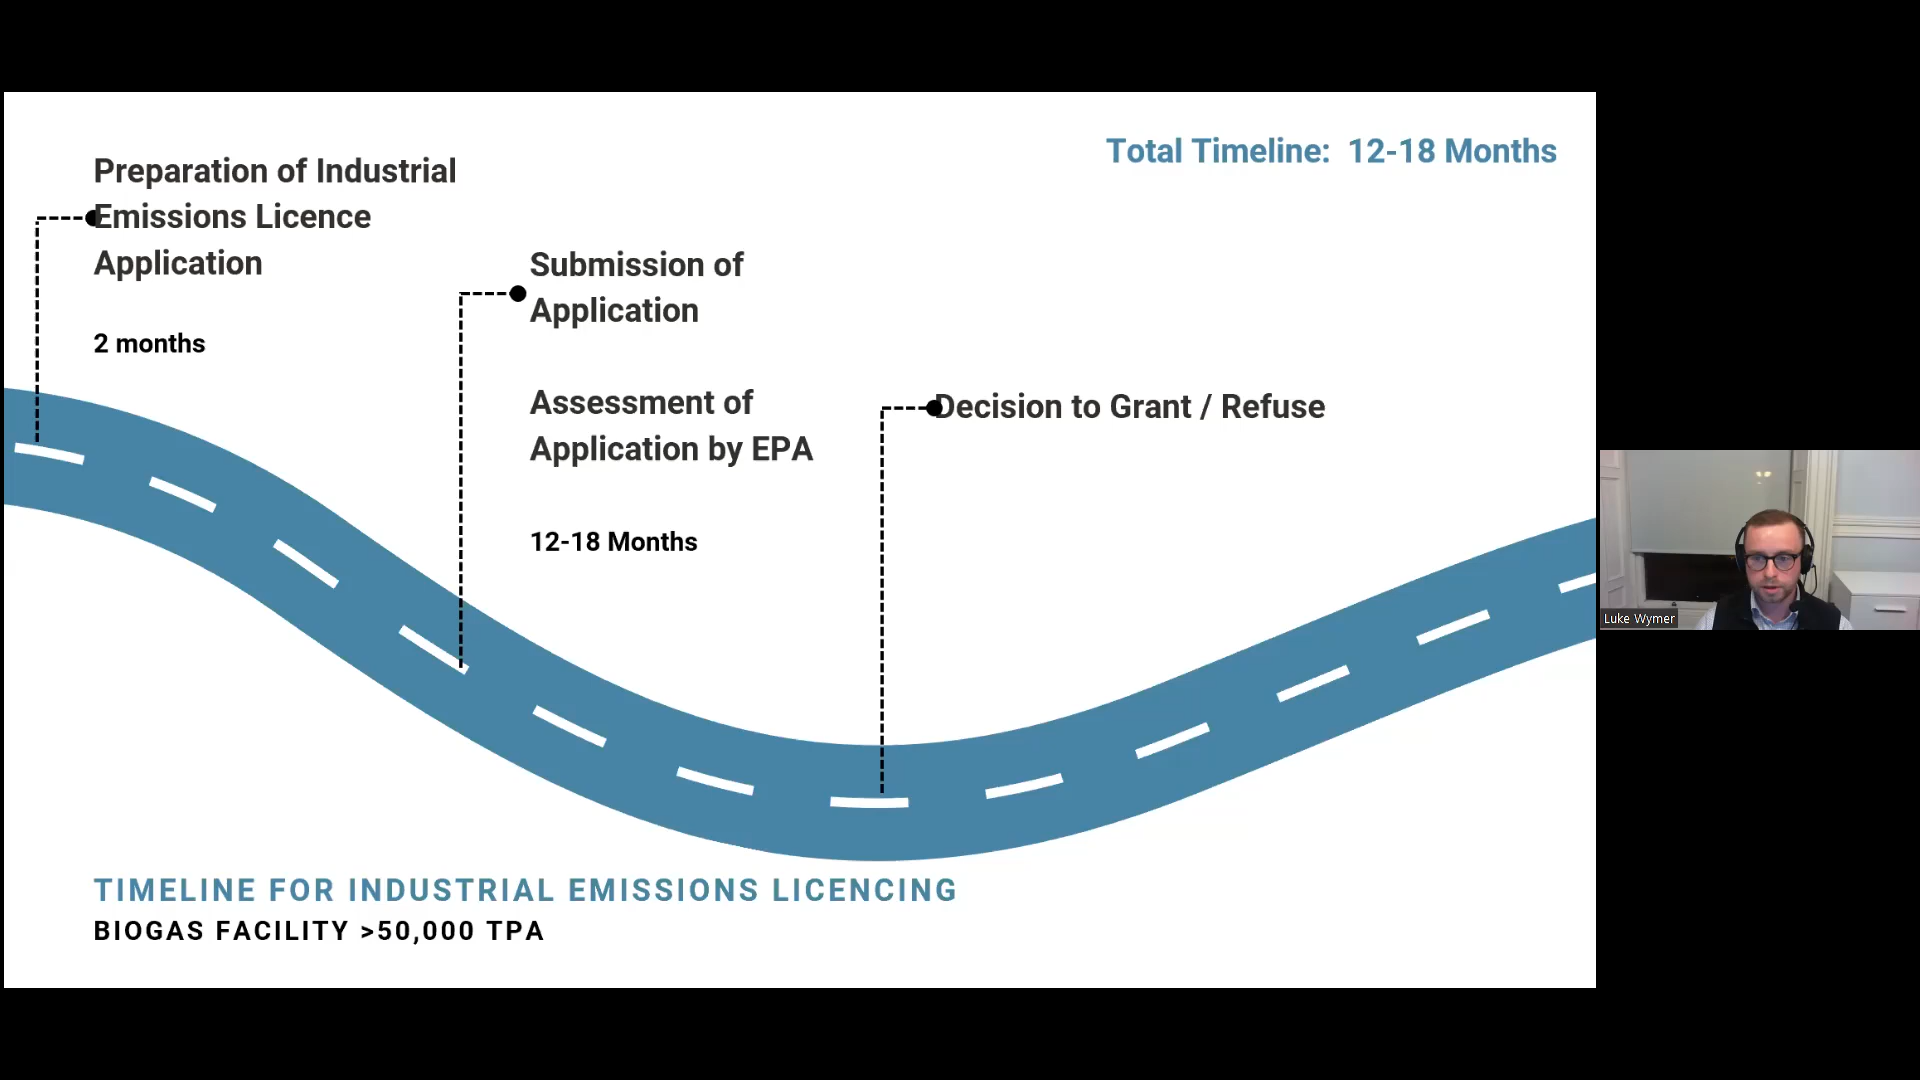 Total Timeline:  12-18 Months
Preparation of Industrial
Emissions Licence
Application
2 months
Submission of
Application
Assessment of
Application by EPA
12-18 Months
Decision to Grant / Refuse
Luke Wymer
TIMELINE FOR INDUSTRIAL EMISSIONS LICENCING
BIOGAS FACILITY >50,000 TPA